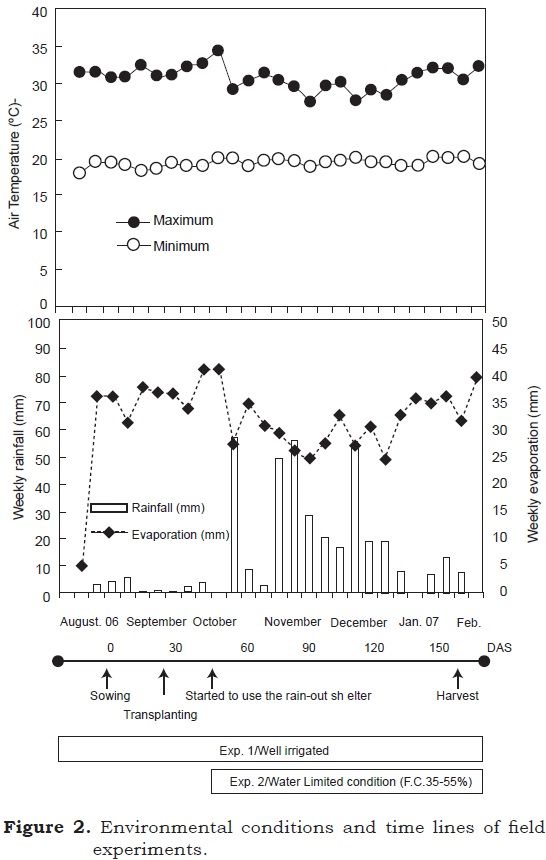 40
35
30
25
20
15
10
5
0
Air Temperature (ºC)-
Maximum
Minimum
100
90
80
70
60
50
40
30
20
10
0
Weekly rainfall (mm)
50
45
40
35
30
25
20
15
10
5
0
Weekly evaporation (mm)
Rainfall (mm)
Evaporation (mm)
August. 06 September October November December Jan. 07 Feb.
0 30 60 90 120 150 DAS
Sowing Started to use the rain-out sh elter Harvest
Transplanting
Exp. 1/Well irrigated
Exp. 2/Water Limited condition (F.C.35-55%)
Figure 2. Environmental conditions and time lines of field
experiments.